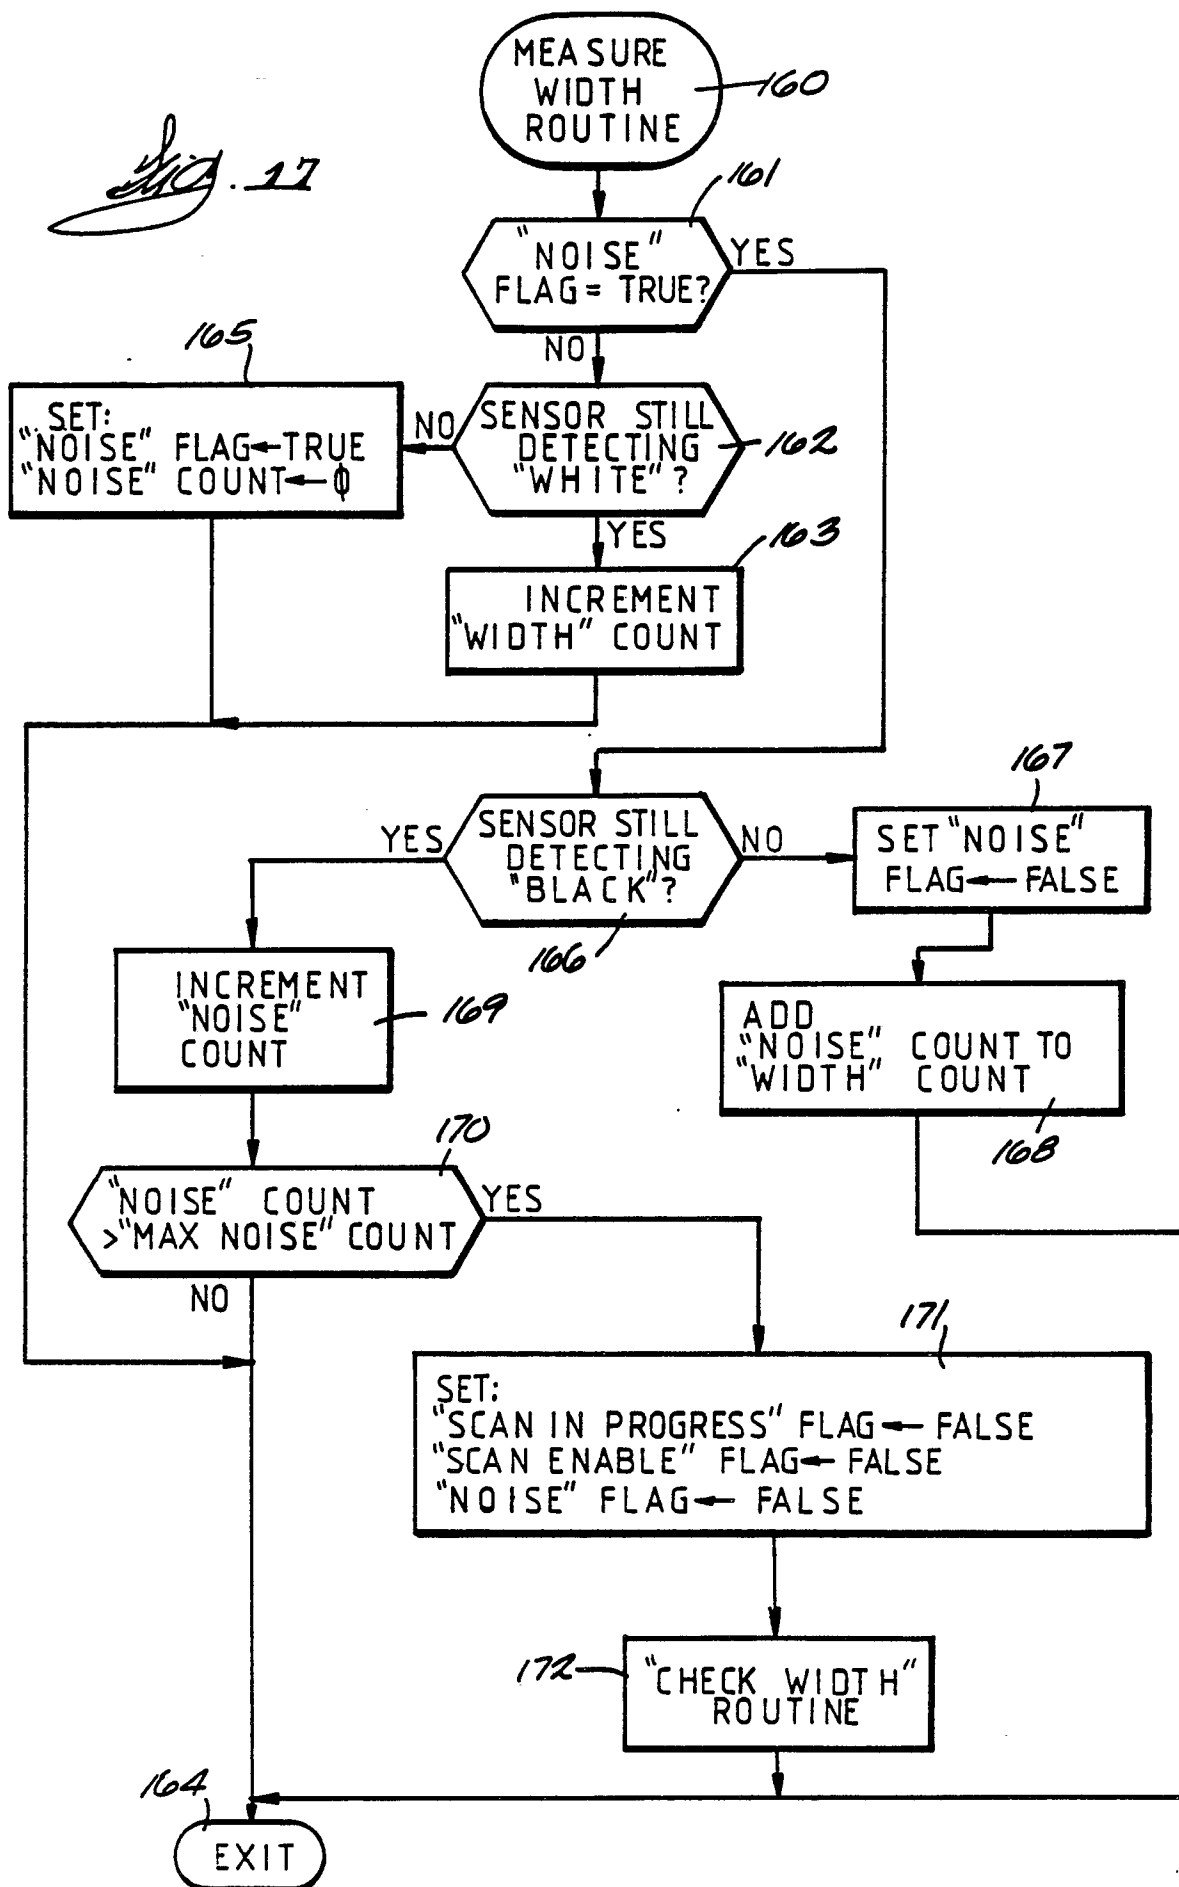 MEASURE
WIDTH
ROUTINE
160
Fig. 17
161
"NOISE"
FLAG = TRUE?
YES
NO
165
SET:
"NOISE" FLAG←TRUE
"NOISE" COUNT←0
NO
SENSOR STILL
DETECTING
"WHITE"?
162
YES
163
INCREMENT
"WIDTH" COUNT
167
YES
SENSOR STILL
DETECTING
"BLACK"?
NO
SET "NOISE"
FLAG← FALSE
166
INCREMENT
"NOISE"
COUNT
169
ADD
"NOISE" COUNT TO
"WIDTH" COUNT
168
170
"NOISE" COUNT
>"MAX NOISE" COUNT
YES
NO
171
SET:
"SCAN IN PROGRESS" FLAG← FALSE
"SCAN ENABLE" FLAG← FALSE
"NOISE" FLAG← FALSE
172
"CHECK WIDTH"
ROUTINE
164
EXIT